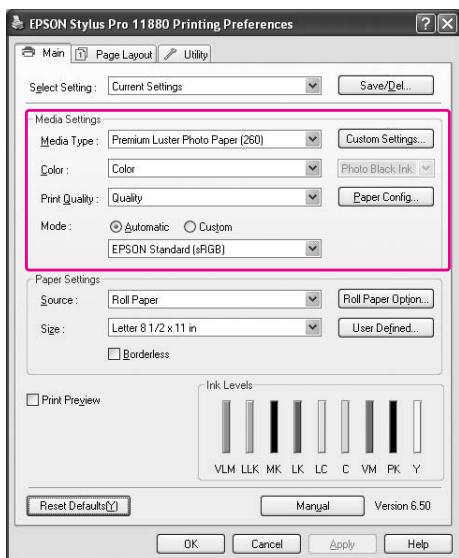 EPSON Stylus Pro 11880 Printing Preferences
Main Page Layout Utility
Select Setting : Current Settings Save/Del...
Media Settings
Media Type : Premium Luster Photo Paper (260) Custom Settings...
Color : Color Photo Black Ink
Print Quality : Quality Paper Config...
Mode : Automatic Custom
EPSON Standard (sRGB)
Paper Settings
Source : Roll Paper Roll Paper Option...
Size : Letter 8 1/2 x 11 in User Defined...
Borderless
Print Preview
Ink Levels
VLM LLK MK LK LC C VM PK Y
Reset Defaults(Y) Manual Version 6.50
OK Cancel Apply Help